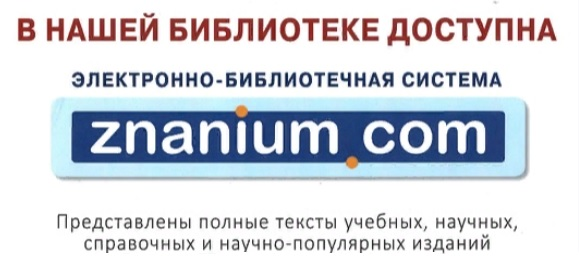 В НАШЕЙ БИБЛИОТЕКЕ ДОСТУПНА
ЭЛЕКТРОННО-БИБЛИОТЕЧНАЯ СИСТЕМА
znanium.com
Представлены полные тексты учебных, научных,
справочных и научно-популярных изданий